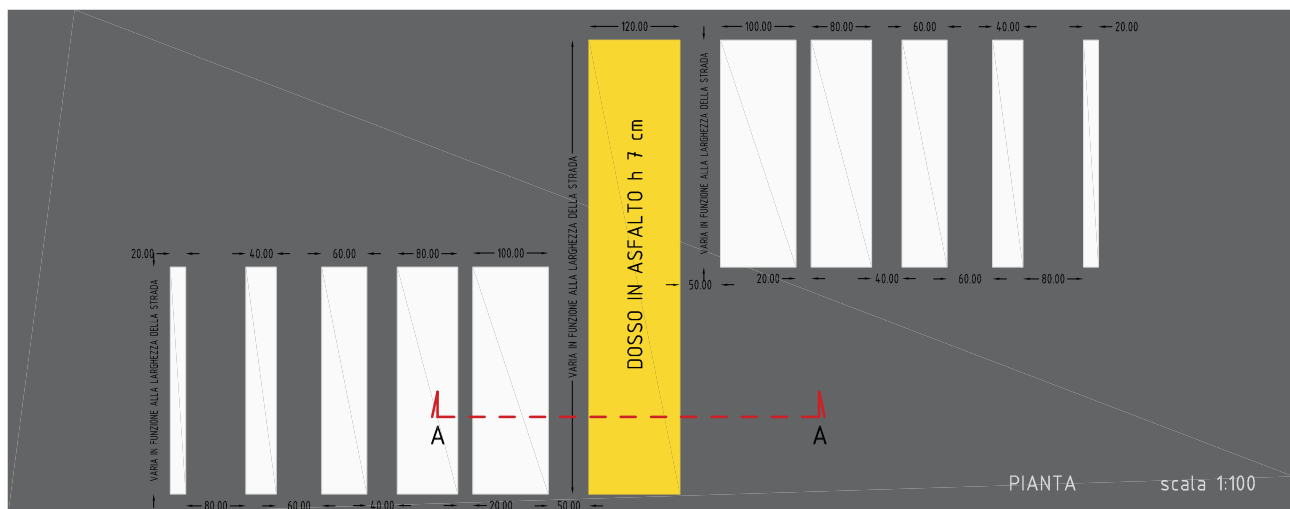 120.00
100.00 80.00 60.00 40.00 20.00
VARIA IN FUNZIONE ALLA LARGHEZZA DELLA STRADA
VARIA IN FUNZIONE ALLA LARGHEZZA DELLA STRADA
DOSSO IN ASFALTO h 7 cm
20.00 40.00 60.00 80.00 100.00
VARIA IN FUNZIONE ALLA LARGHEZZA DELLA STRADA
50.00 20.00 40.00 60.00 80.00
A A
PIANTA scala 1:100
80.00 60.00 40.00 20.00 50.00